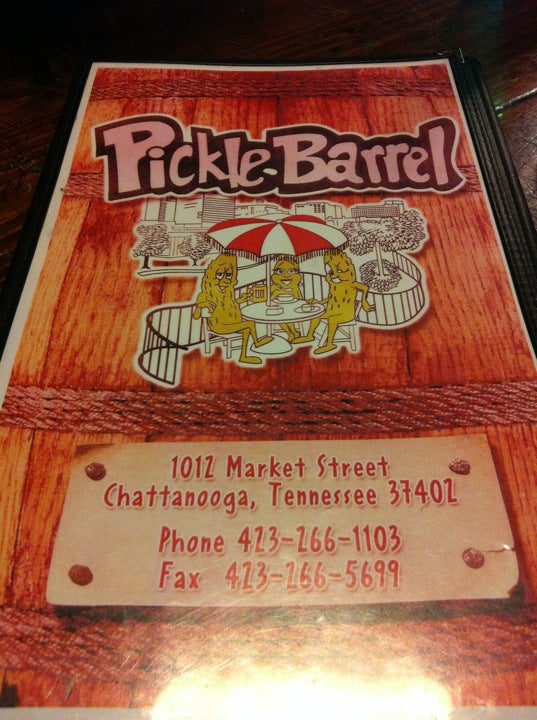 Pickle Barrel
1012 Market Street
Chattanooga, Tennessee 37402
Phone 423-266-1103
Fax 423-266-5699